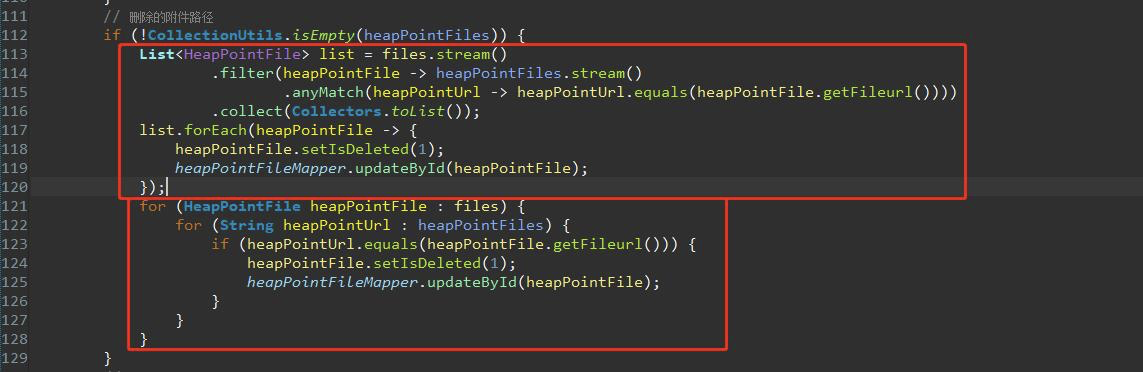 111 // 删除的附件路径
112 if (!CollectionUtils.isEmpty(heapPointFiles)) {
113 List<HeapPointFile> list = files.stream()
114 .filter(heapPointFile -> heapPointFiles.stream()
115 .anyMatch(heapPointUrl -> heapPointUrl.equals(heapPointFile.getFileurl())))
116 .collect(Collectors.toList());
117 list.forEach(heapPointFile -> {
118 heapPointFile.setIsDeleted(1);
119 heapPointFileMapper.updateById(heapPointFile);
120 });
121 for (HeapPointFile heapPointFile : files) {
122 for (String heapPointUrl : heapPointFiles) {
123 if (heapPointUrl.equals(heapPointFile.getFileurl())) {
124 heapPointFile.setIsDeleted(1);
125 heapPointFileMapper.updateById(heapPointFile);
126 }
127 }
128 }
129 }